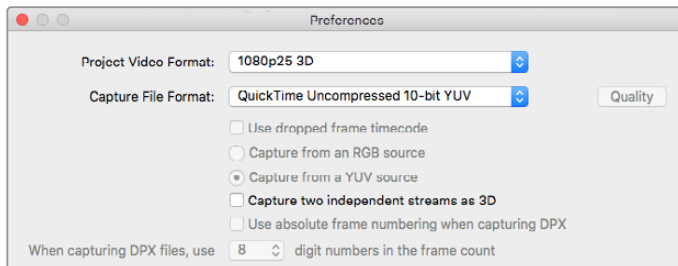 Preferences
Project Video Format: 1080p25 3D
Capture File Format: QuickTime Uncompressed 10-bit YUV Quality
Use dropped frame timecode
Capture from an RGB source
Capture from a YUV source
Capture two independent streams as 3D
Use absolute frame numbering when capturing DPX
When capturing DPX files, use 8 digit numbers in the frame count